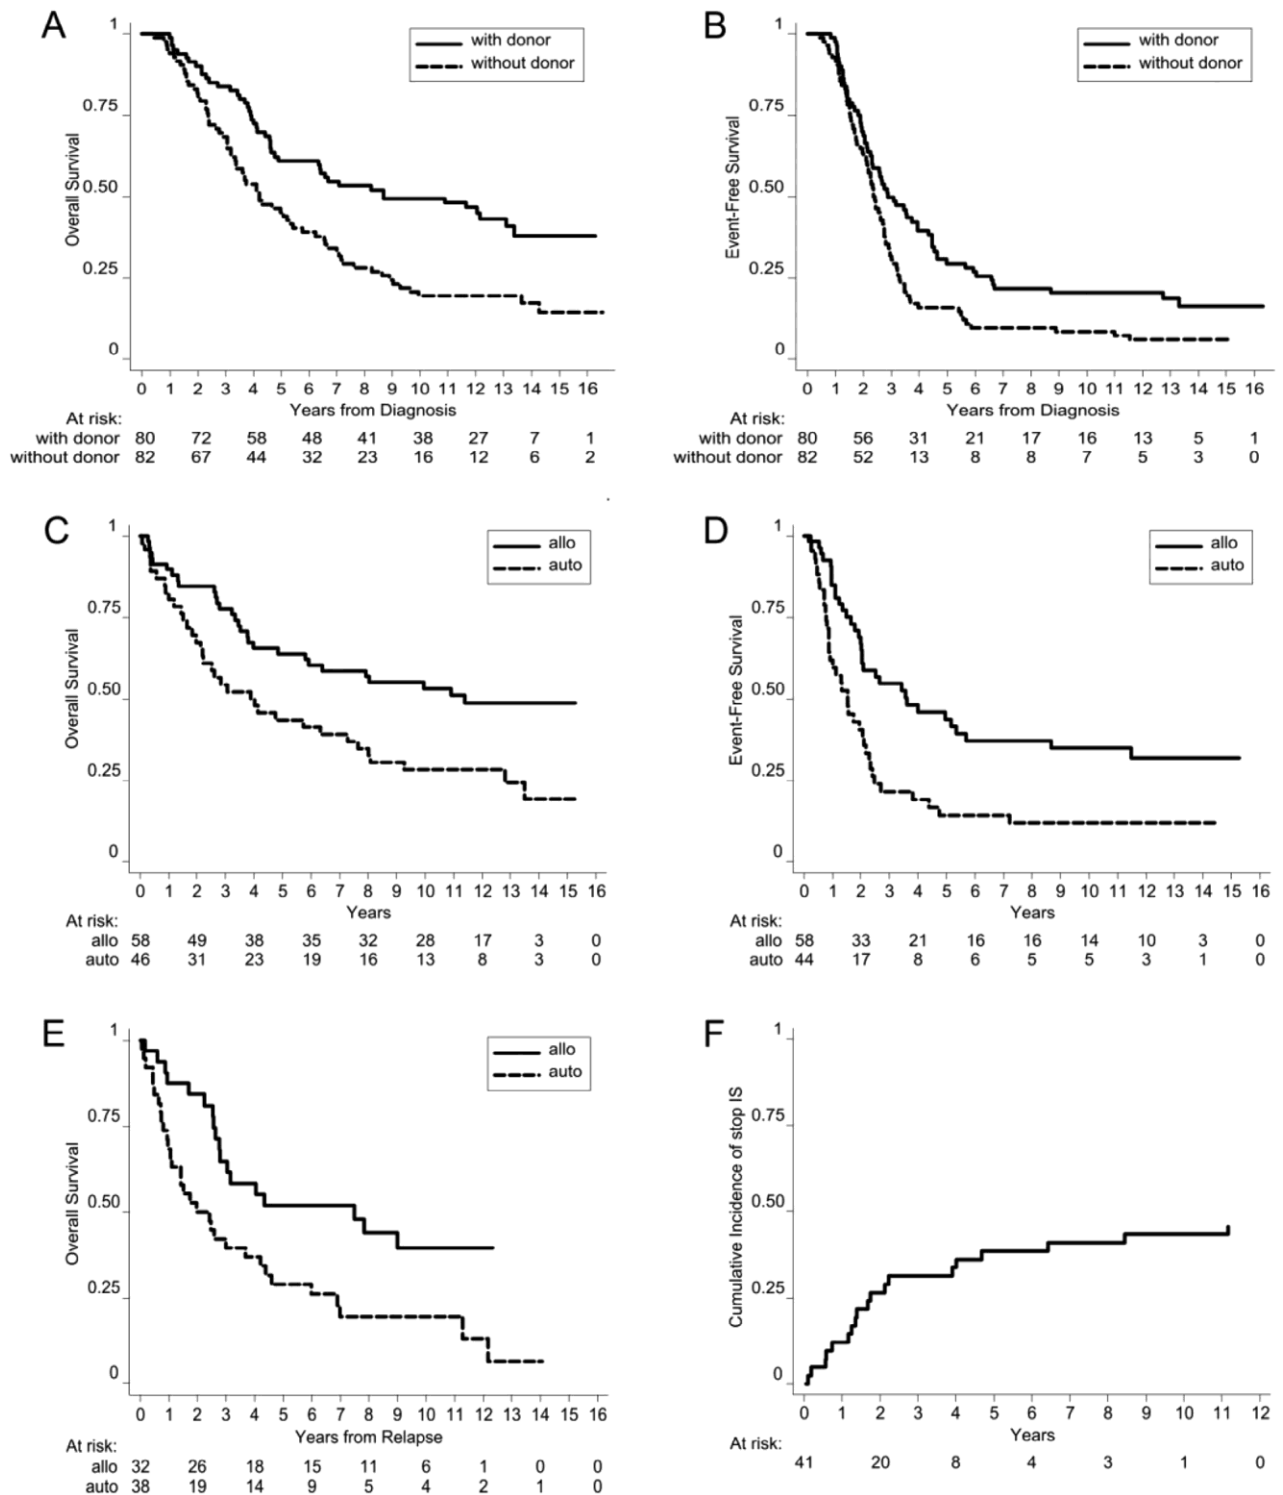 A
1
0.75
0.50
0.25
0
Overall Survival
with donor
without donor
0 1 2 3 4 5 6 7 8 9 10 11 12 13 14 15 16
Years from Diagnosis
At risk:
with donor 80 72 58 48 41 38 27 7 1
without donor 82 67 44 32 23 16 12 6 2
B
1
0.75
0.50
0.25
0
Event-Free Survival
with donor
without donor
0 1 2 3 4 5 6 7 8 9 10 11 12 13 14 15 16
Years from Diagnosis
At risk:
with donor 80 56 31 21 17 16 13 5 1
without donor 82 52 13 8 8 7 5 3 0
C
1
0.75
0.50
0.25
0
Overall Survival
allo
auto
0 1 2 3 4 5 6 7 8 9 10 11 12 13 14 15 16
Years
At risk:
allo 58 49 38 35 32 28 17 3 0
auto 46 31 23 19 16 13 8 3 0
D
1
0.75
0.50
0.25
0
Event-Free Survival
allo
auto
0 1 2 3 4 5 6 7 8 9 10 11 12 13 14 15 16
Years
At risk:
allo 58 33 21 16 16 14 10 3 0
auto 44 17 8 6 5 5 3 1 0
E
1
0.75
0.50
0.25
0
Overall Survival
allo
auto
0 1 2 3 4 5 6 7 8 9 10 11 12 13 14 15 16
Years from Relapse
At risk:
allo 32 26 18 15 11 6 1 0 0
auto 38 19 14 9 5 4 2 1 0
F
1
0.75
0.50
0.25
0
Cumulative Incidence of stop IS
0 1 2 3 4 5 6 7 8 9 10 11 12
Years
At risk:
41 20 8 4 3 1 0